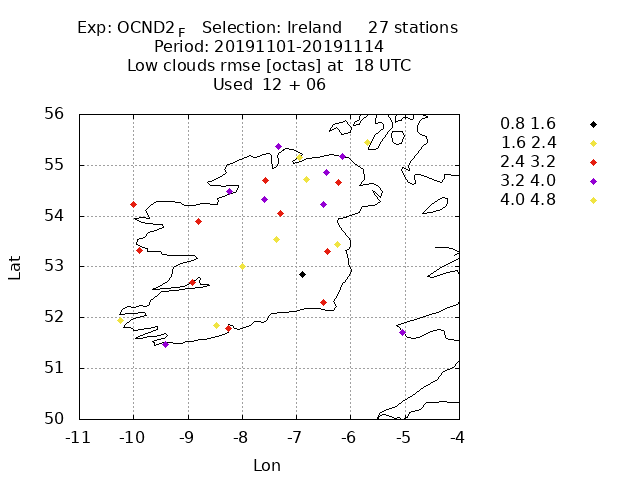 Exp: OCND2 F Selection: Ireland 27 stations
Period: 20191101-20191114
Low clouds rmse [octas] at 18 UTC
Used 12 + 06
0.8 1.6
1.6 2.4
2.4 3.2
3.2 4.0
4.0 4.8
56
55
54
53
52
51
50
-11 -10 -9 -8 -7 -6 -5 -4
Lat
Lon